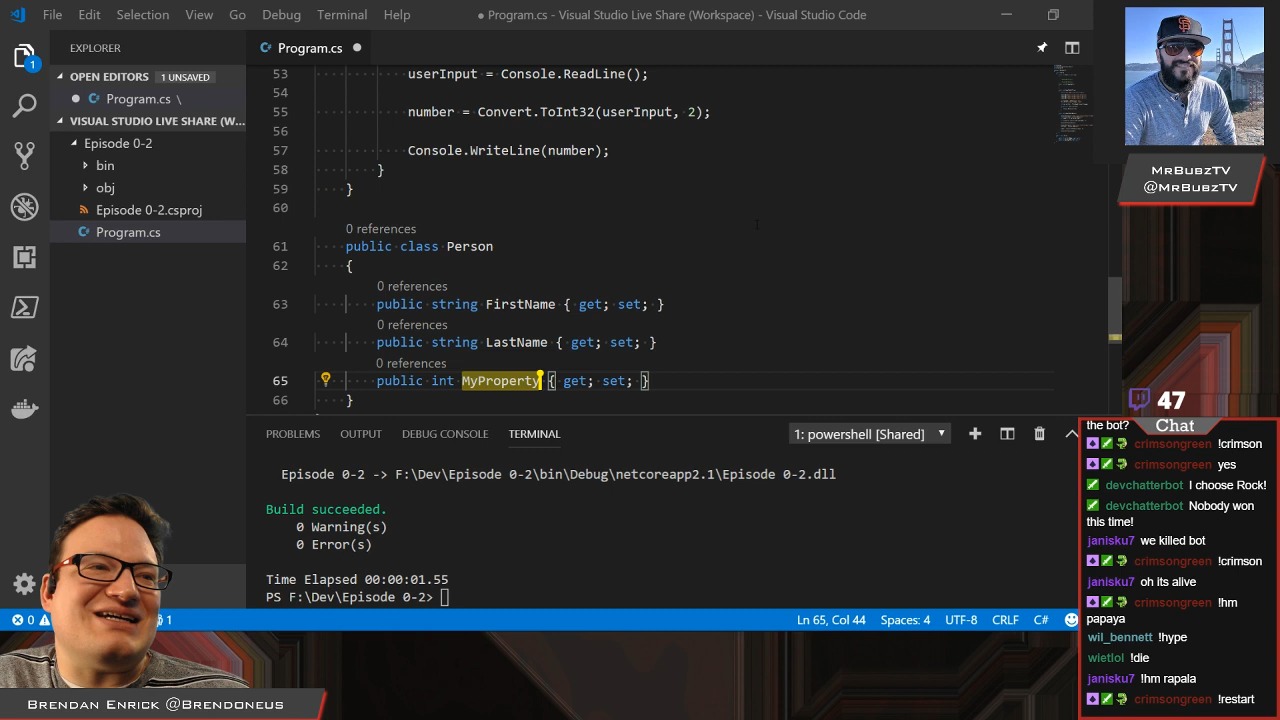 File Edit Selection View Go Debug Terminal Help
● Program.cs - Visual Studio Live Share (Workspace) - Visual Studio Code
EXPLORER
OPEN EDITORS 1 UNSAVED
Program.cs \
VISUAL STUDIO LIVE SHARE (W...
Episode 0-2
bin
obj
Episode 0-2.csproj
Program.cs
1
Program.cs
53 userInput = Console.ReadLine();
54
55 number = Convert.ToInt32(userInput, 2);
56
57 Console.WriteLine(number);
58 }
59 }
60
0 references
61 public class Person
62 {
0 references
63 public string FirstName { get; set; }
0 references
64 public string LastName { get; set; }
0 references
65 public int MyProperty { get; set; }
66 }
PROBLEMS OUTPUT DEBUG CONSOLE TERMINAL
1: powershell [Shared]
Episode 0-2 -> F:\Dev\Episode 0-2\bin\Debug\netcoreapp2.1\Episode 0-2.dll
Build succeeded.
0 Warning(s)
0 Error(s)
Time Elapsed 00:00:01.55
PS F:\Dev\Episode 0-2>
0
1
Ln 65, Col 44 Spaces: 4 UTF-8 CRLF C#
MrBubzTV
@MrBubzTV
47
Chat
the bot?
crimsongreen !crimson
crimsongreen yes
devchatterbot I choose Rock!
devchatterbot Nobody won
this time!
janisku7 we killed bot
crimsongreen !crimson
janisku7 oh its alive
crimsongreen !hm
papaya
wil_bennett !hype
wietlol !die
janisku7 !hm rapala
crimsongreen !restart
Brendan Enrick @Brendoneus